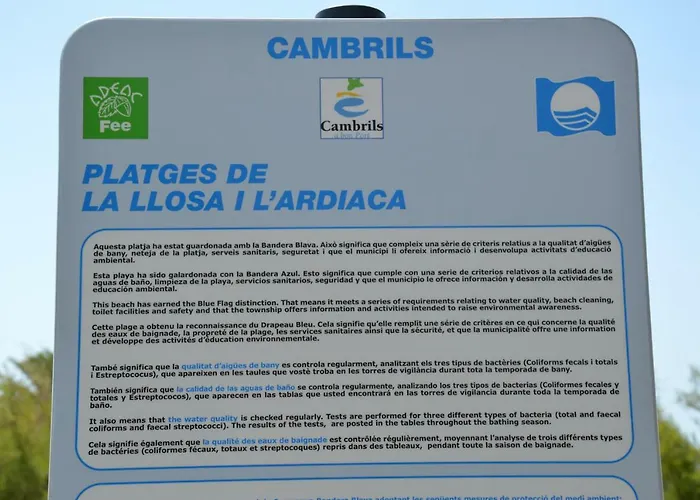 CAMBRILS
ADEAC
Fee
Cambrils
PLATGES DE
LA LLOSA I L'ARDIACA
Aquesta platja ha estat guardonada amb la Bandera Blava. Això significa que compleix una sèrie de criteris relatius a la qualitat d'aigües
de bany, neteja de la platja, serveis sanitaris, seguretat i que el municipi li ofereix informació i desenvolupa activitats d'educació
ambiental.
Esta playa ha sido galardonada con la Bandera Azul. Esto significa que cumple con una serie de criterios relativos a la calidad de las
aguas de baño, limpieza de la playa, servicios sanitarios, seguridad y que el municipio le ofrece información y desarrolla actividades de
educación ambiental.
This beach has earned the Blue Flag distinction. That means it meets a series of requirements relating to water quality, beach cleaning,
toilet facilities and safety and that the township offers information and activities intended to raise environmental awareness.
Cette plage a obtenu la reconnaissance du Drapeau Bleu. Cela signifie qu'elle remplit une série de critères en ce qui concerne la qualité
des eaux de baignade, la propreté de la plage, les services sanitaires ainsi que la sécurité, et que la municipalité offre une information
et développe des activités d'éducation environnementale.
També significa que la qualitat d'aigües de bany es controla regularment, analitzant els tres tipus de bactèries (Coliforms fecals i totals
i Estreptococus), que apareixen en les taules que vostè troba en les torres de vigilància durant tota la temporada de bany.
También significa que la calidad de las aguas de baño se controla regularmente, analizando los tres tipos de bacterias (Coliformes fecales y
totales y Estreptococos), que aparecen en las tablas que usted encontrará en las torres de vigilancia durante toda la temporada de
baño.
It also means that the water quality is checked regularly. Tests are performed for three different types of bacteria (total and faecal
coliforms and faecal streptococci). The results of the tests, are posted in the tables throughout the bathing season.
Cela signifie également que la qualité des eaux de baignade est contrôlée régulièrement, moyennant l'analyse de trois différents types
de bactéries (coliformes fécaux, totaux et streptocoques) repris dans des tableaux, pendant toute la saison de baignade.
Bandera Blava adoptant les següents mesures de protecció del medi ambient: